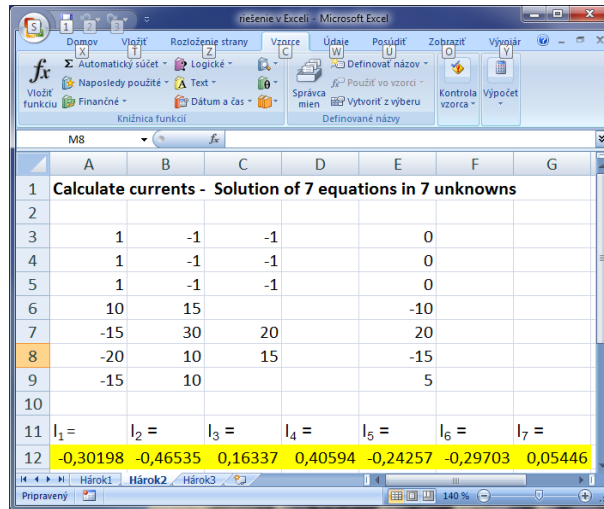 riešenie v Exceli - Microsoft Excel
S 1 2 3
Domov Vložiť Rozloženie strany Vzorce Údaje Posúdiť Zobraziť Vývojár
X T Z C W U O Ý
fx Vložiť funkciu
Σ Automatický súčet
Naposledy použité
Finančné
Logické
Text
Dátum a čas
Knižnica funkcií
Správca mien
Definovať názov
Použiť vo vzorci
Vytvoriť z výberu
Definované názvy
Kontrola vzorca
Výpočet
M8 fx
A B C D E F G
1 Calculate currents - Solution of 7 equations in 7 unknowns
2
3 1 -1 -1 0
4 1 -1 -1 0
5 1 -1 -1 0
6 10 15 -10
7 -15 30 20 20
8 -20 10 15 -15
9 -15 10 5
10
11 I₁ = I₂ = I₃ = I₄ = I₅ = I₆ = I₇ =
12 -0,30198 -0,46535 0,16337 0,40594 -0,24257 -0,29703 0,05446
Hárok1 Hárok2 Hárok3
Pripravený 140 %